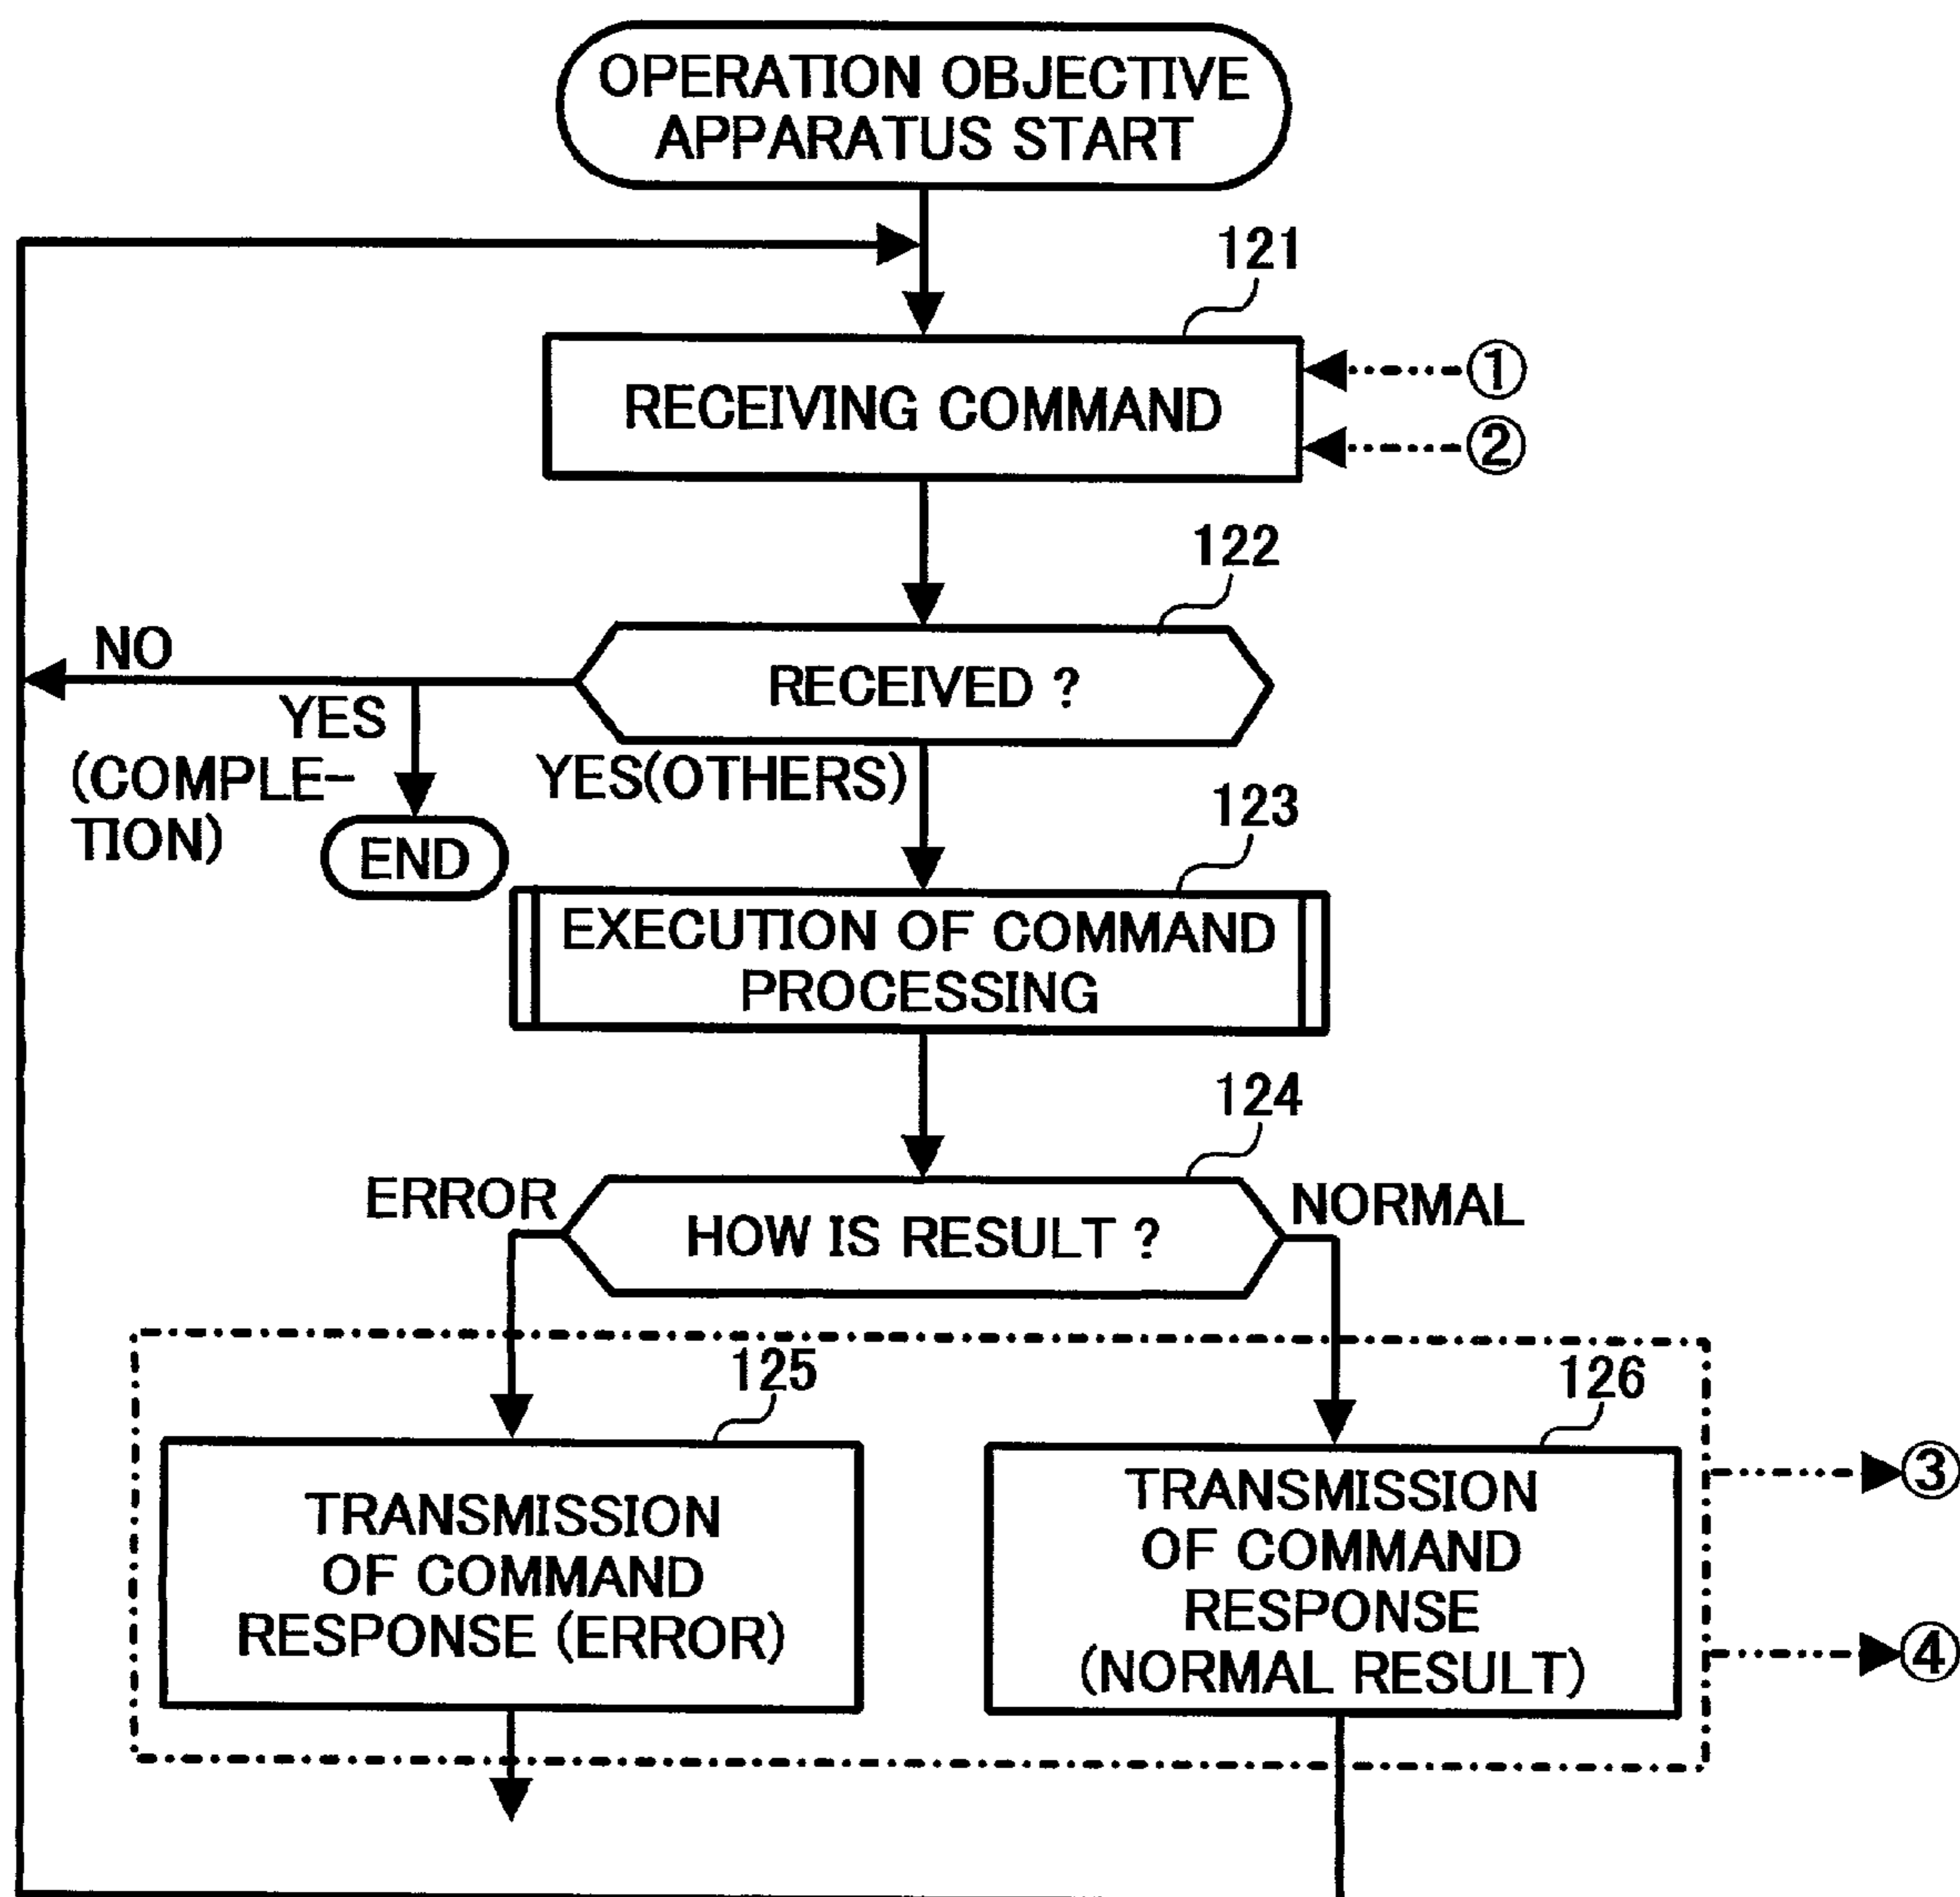 OPERATION OBJECTIVE
APPARATUS START
121
RECEIVING COMMAND
①
②
122
RECEIVED ?
NO
YES
(COMPLE-
TION)
END
YES(OTHERS)
123
EXECUTION OF COMMAND
PROCESSING
124
ERROR
HOW IS RESULT ?
NORMAL
125
TRANSMISSION
OF COMMAND
RESPONSE (ERROR)
126
TRANSMISSION
OF COMMAND
RESPONSE
(NORMAL RESULT)
③
④